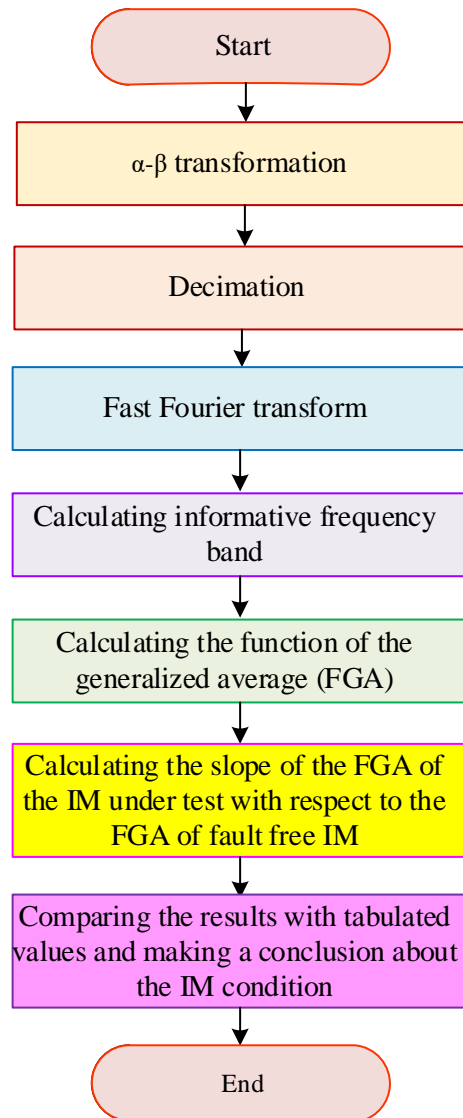 Start
α-β transformation
Decimation
Fast Fourier transform
Calculating informative frequency
band
Calculating the function of the
generalized average (FGA)
Calculating the slope of the FGA of
the IM under test with respect to the
FGA of fault free IM
Comparing the results with tabulated
values and making a conclusion about
the IM condition
End